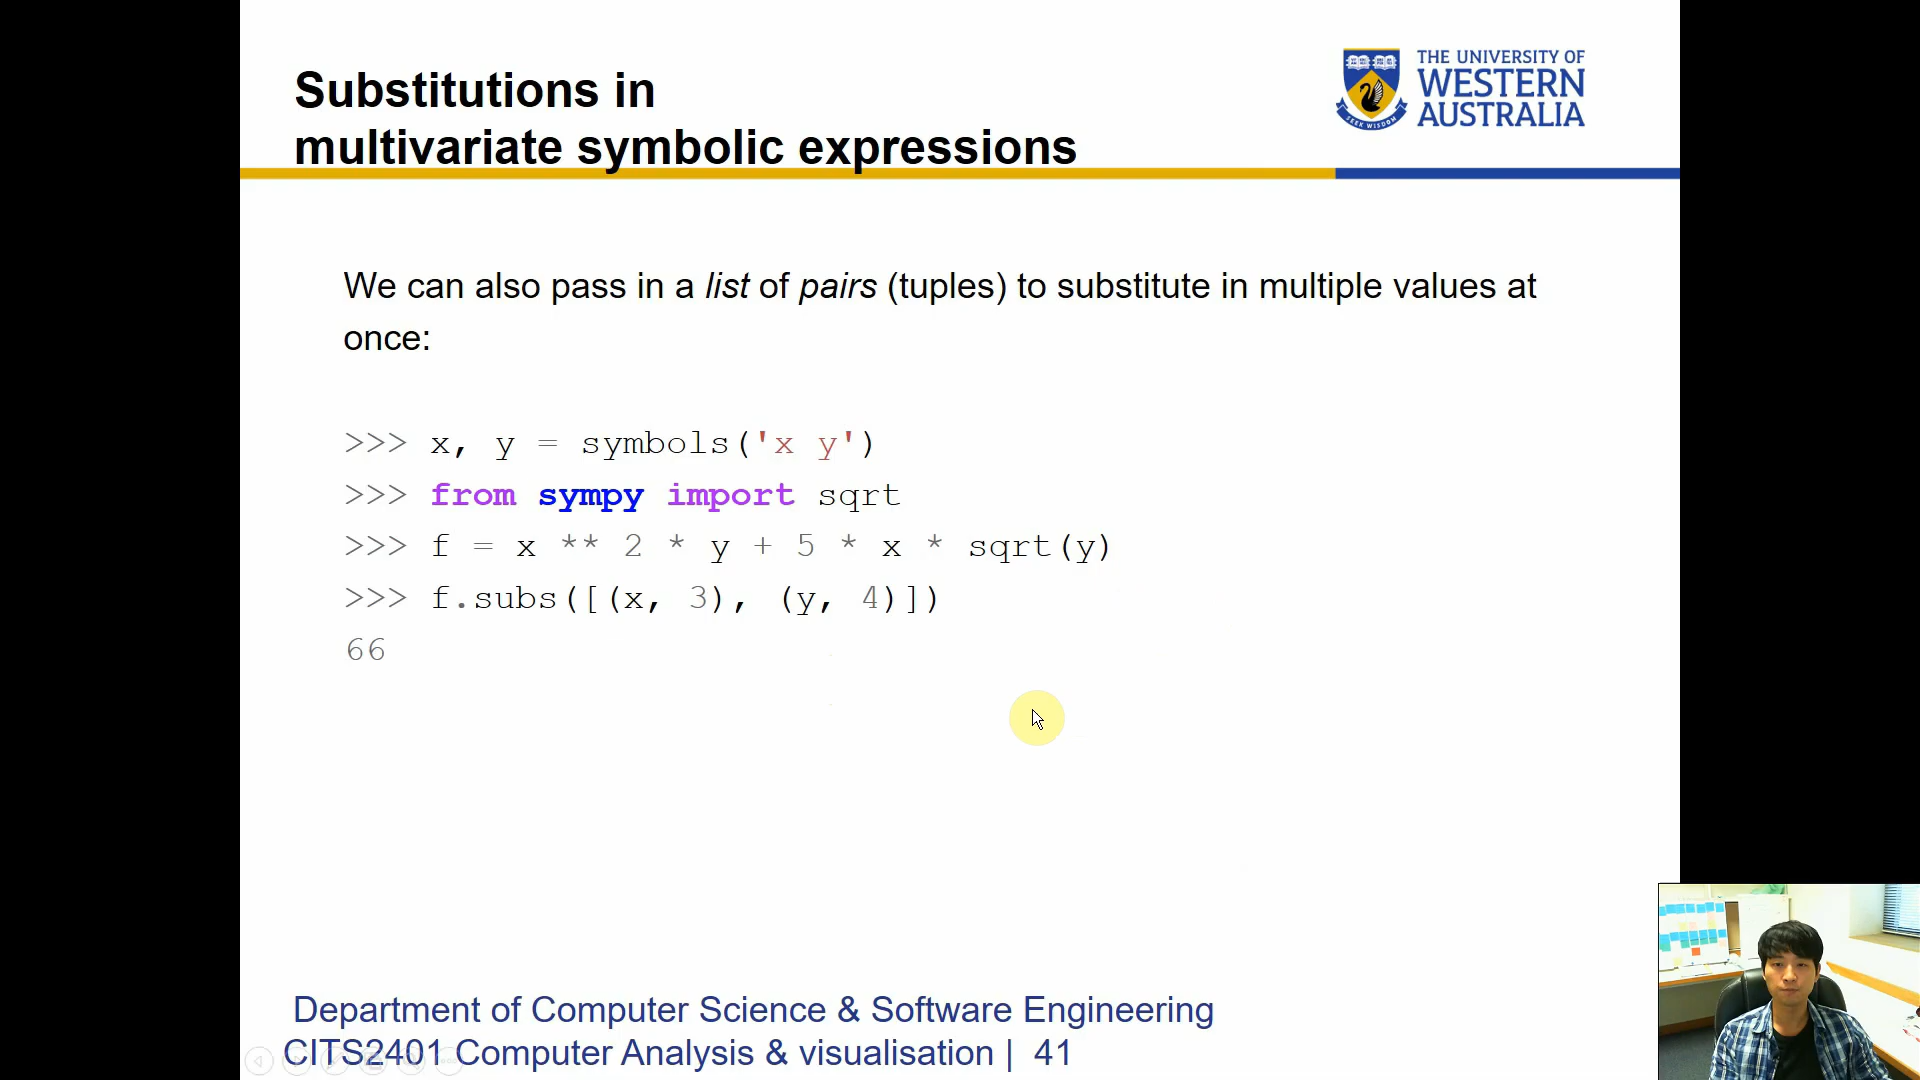 Substitutions in
multivariate symbolic expressions
THE UNIVERSITY OF
WESTERN
AUSTRALIA
SEEK WISDOM
We can also pass in a list of pairs (tuples) to substitute in multiple values at
once:
>>> x, y = symbols('x y')
>>> from sympy import sqrt
>>> f = x ** 2 * y + 5 * x * sqrt(y)
>>> f.subs([(x, 3), (y, 4)])
66
Department of Computer Science & Software Engineering
CITS2401 Computer Analysis & visualisation | 41